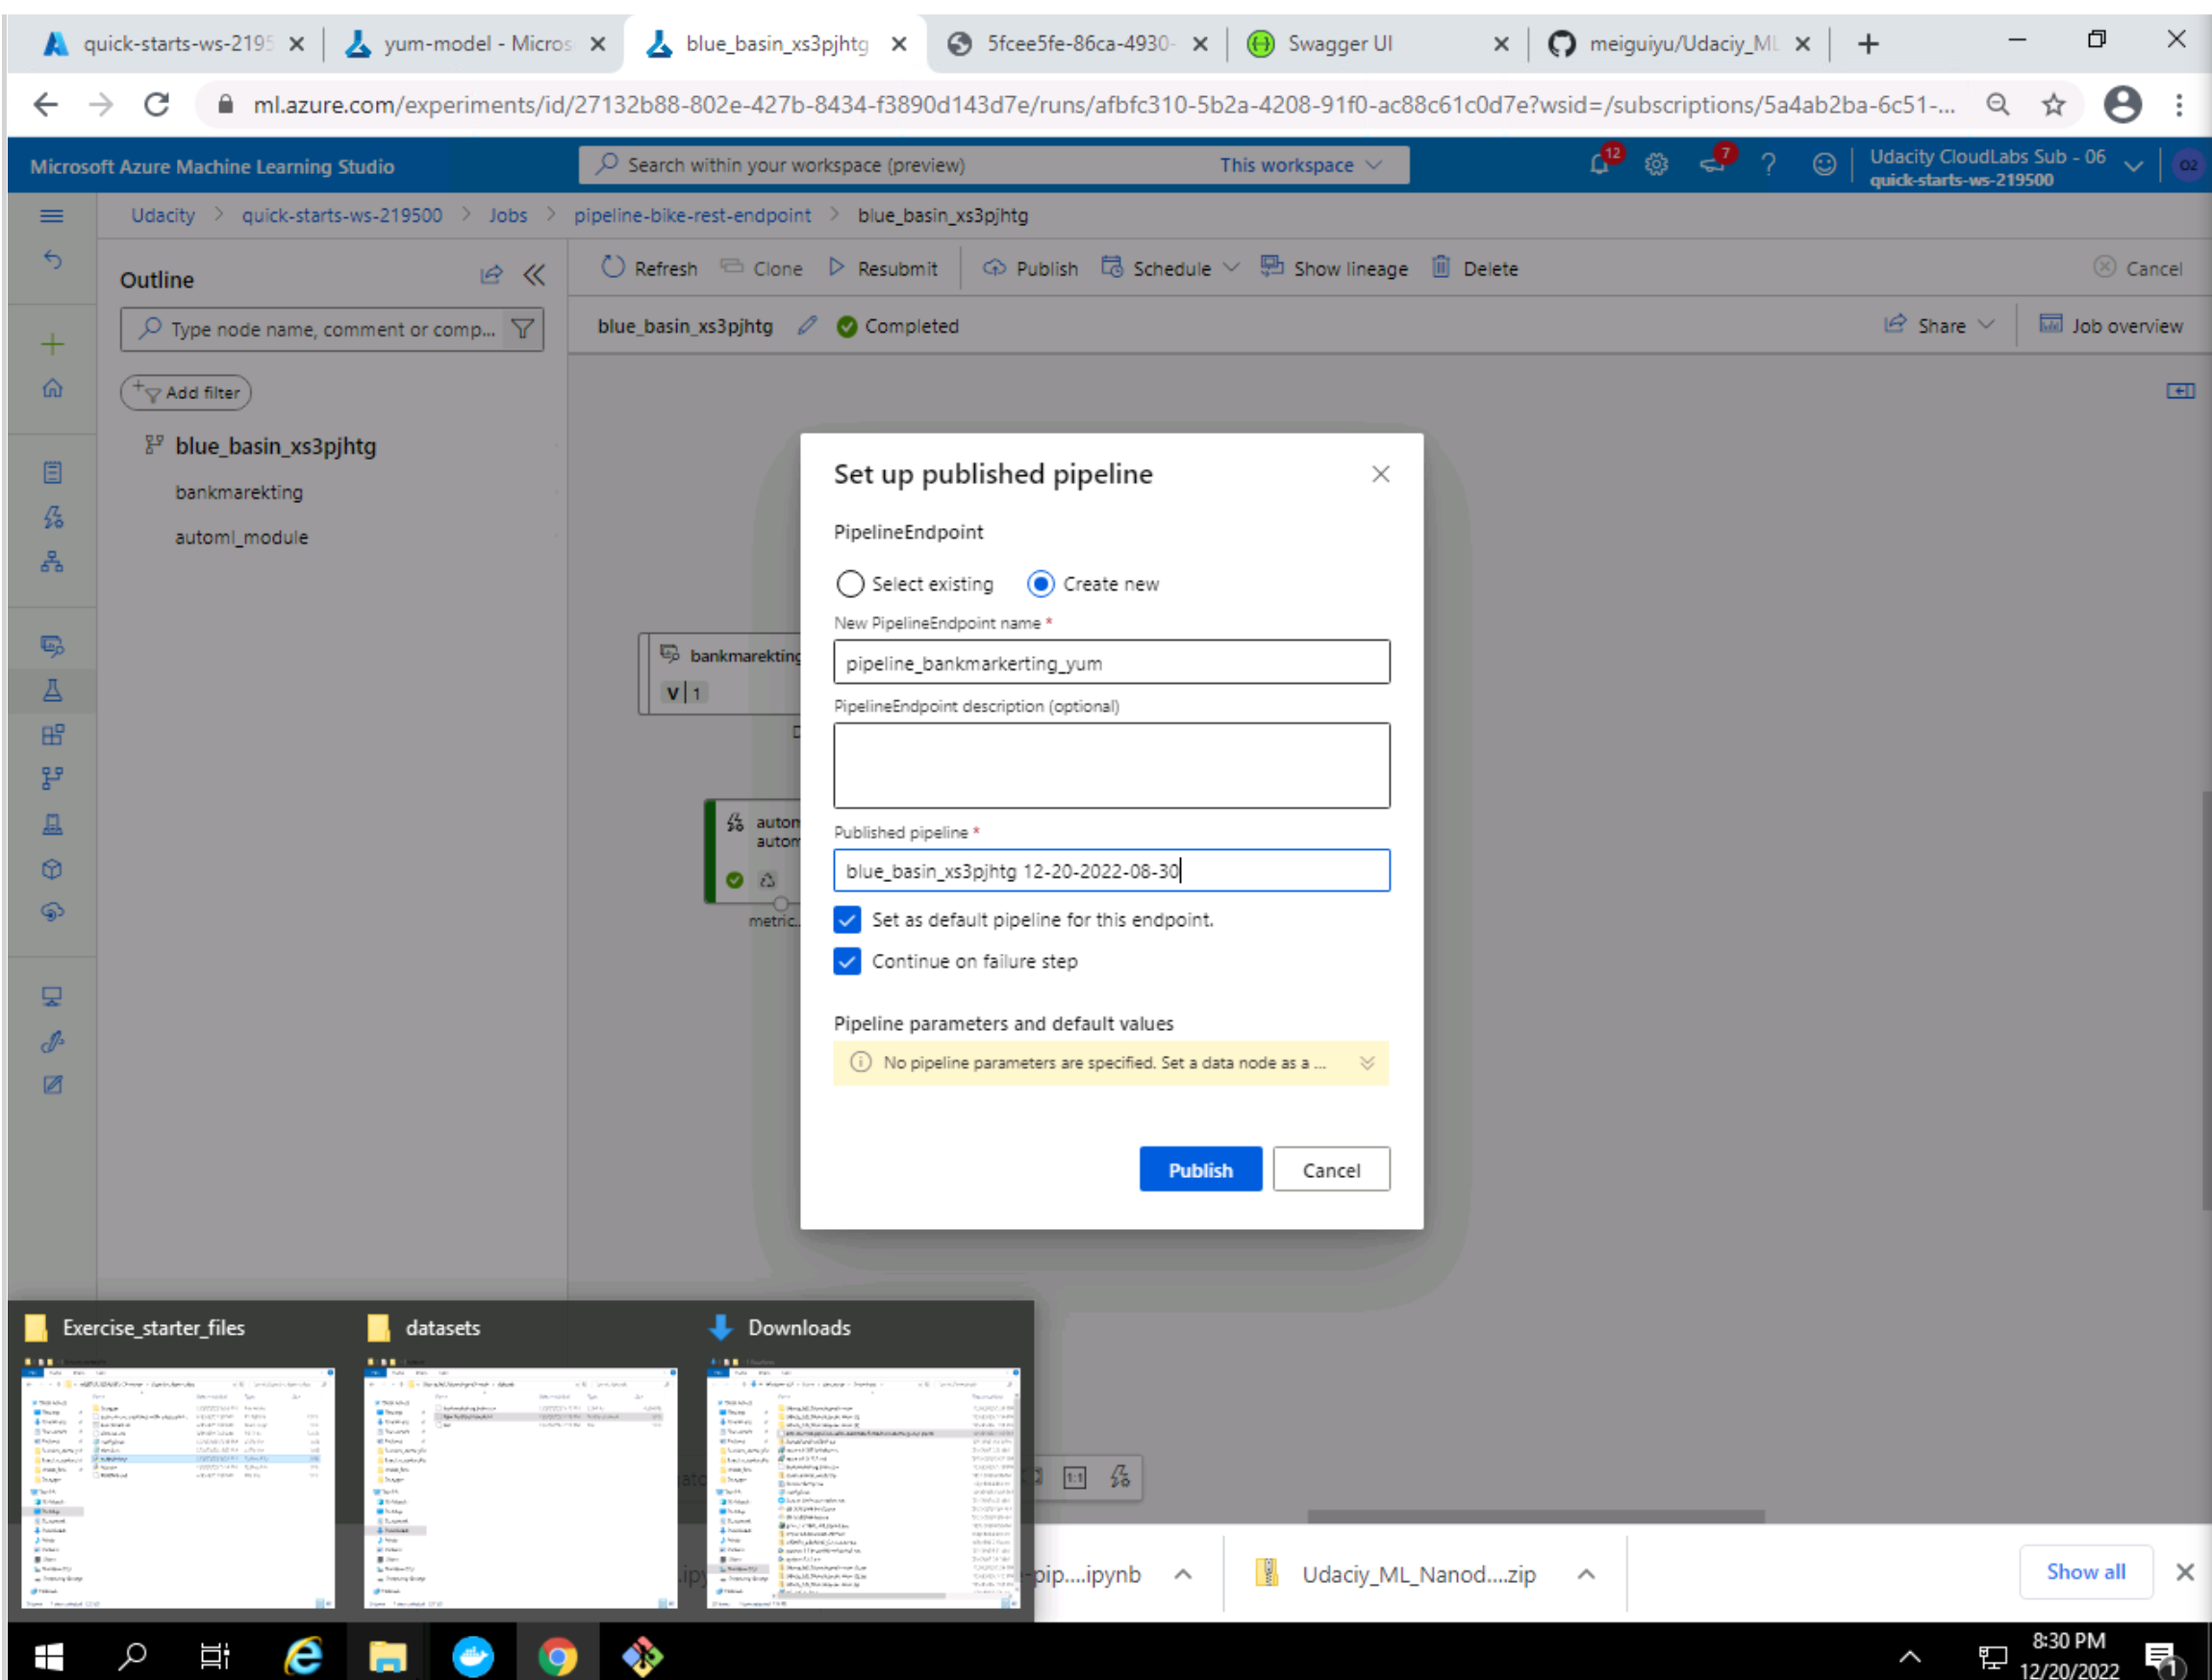 quick-starts-ws-2195
yum-model - Micros
blue_basin_xs3pjhtg
5fcee5fe-86ca-4930-
Swagger UI
meiguiyu/Udaciy_ML
ml.azure.com/experiments/id/27132b88-802e-427b-8434-f3890d143d7e/runs/afbfc310-5b2a-4208-91f0-ac88c61c0d7e?wsid=/subscriptions/5a4ab2ba-6c51-...
Microsoft Azure Machine Learning Studio
Search within your workspace (preview)
This workspace
12
7
?
Udacity CloudLabs Sub - 06
quick-starts-ws-219500
O2
Udacity > quick-starts-ws-219500 > Jobs > pipeline-bike-rest-endpoint > blue_basin_xs3pjhtg
Outline
Refresh
Clone
Resubmit
Publish
Schedule
Show lineage
Delete
Cancel
Type node name, comment or comp...
blue_basin_xs3pjhtg
Completed
Share
Job overview
Add filter
blue_basin_xs3pjhtg
bankmarekting
automl_module
bankmarekting
V 1
autom
autom
metric...
Set up published pipeline
PipelineEndpoint
Select existing
Create new
New PipelineEndpoint name *
pipeline_bankmarkerting_yum
PipelineEndpoint description (optional)
Published pipeline *
blue_basin_xs3pjhtg 12-20-2022-08-30
Set as default pipeline for this endpoint.
Continue on failure step
Pipeline parameters and default values
No pipeline parameters are specified. Set a data node as a ...
Publish
Cancel
Exercise_starter_files
datasets
Downloads
1:1
-pip....ipynb
Udaciy_ML_Nanod....zip
Show all
8:30 PM
12/20/2022
1